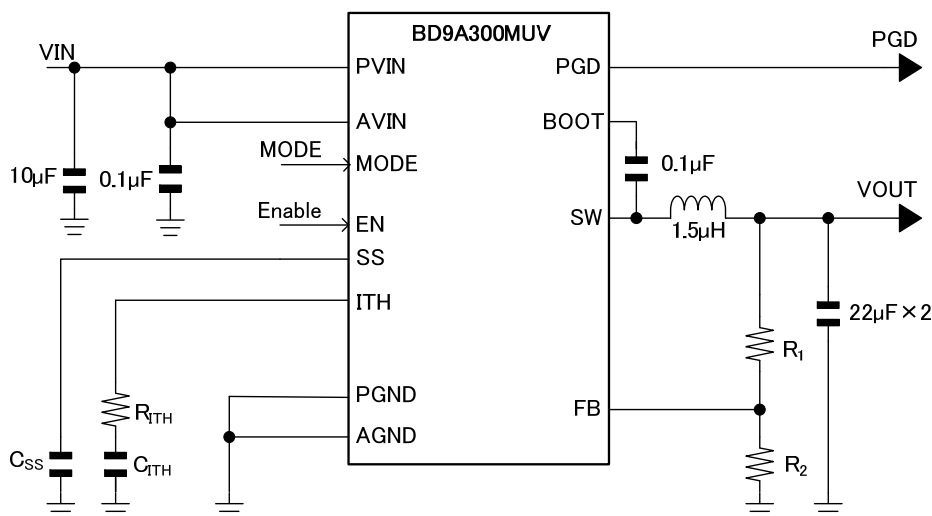 BD9A300MUV
VIN
PVIN
PGD
PGD
AVIN
BOOT
MODE
MODE
10µF
0.1µF
0.1µF
VOUT
Enable
EN
SW
1.5µH
SS
ITH
22µF×2
R1
PGND
FB
RITH
AGND
CSS
CITH
R2